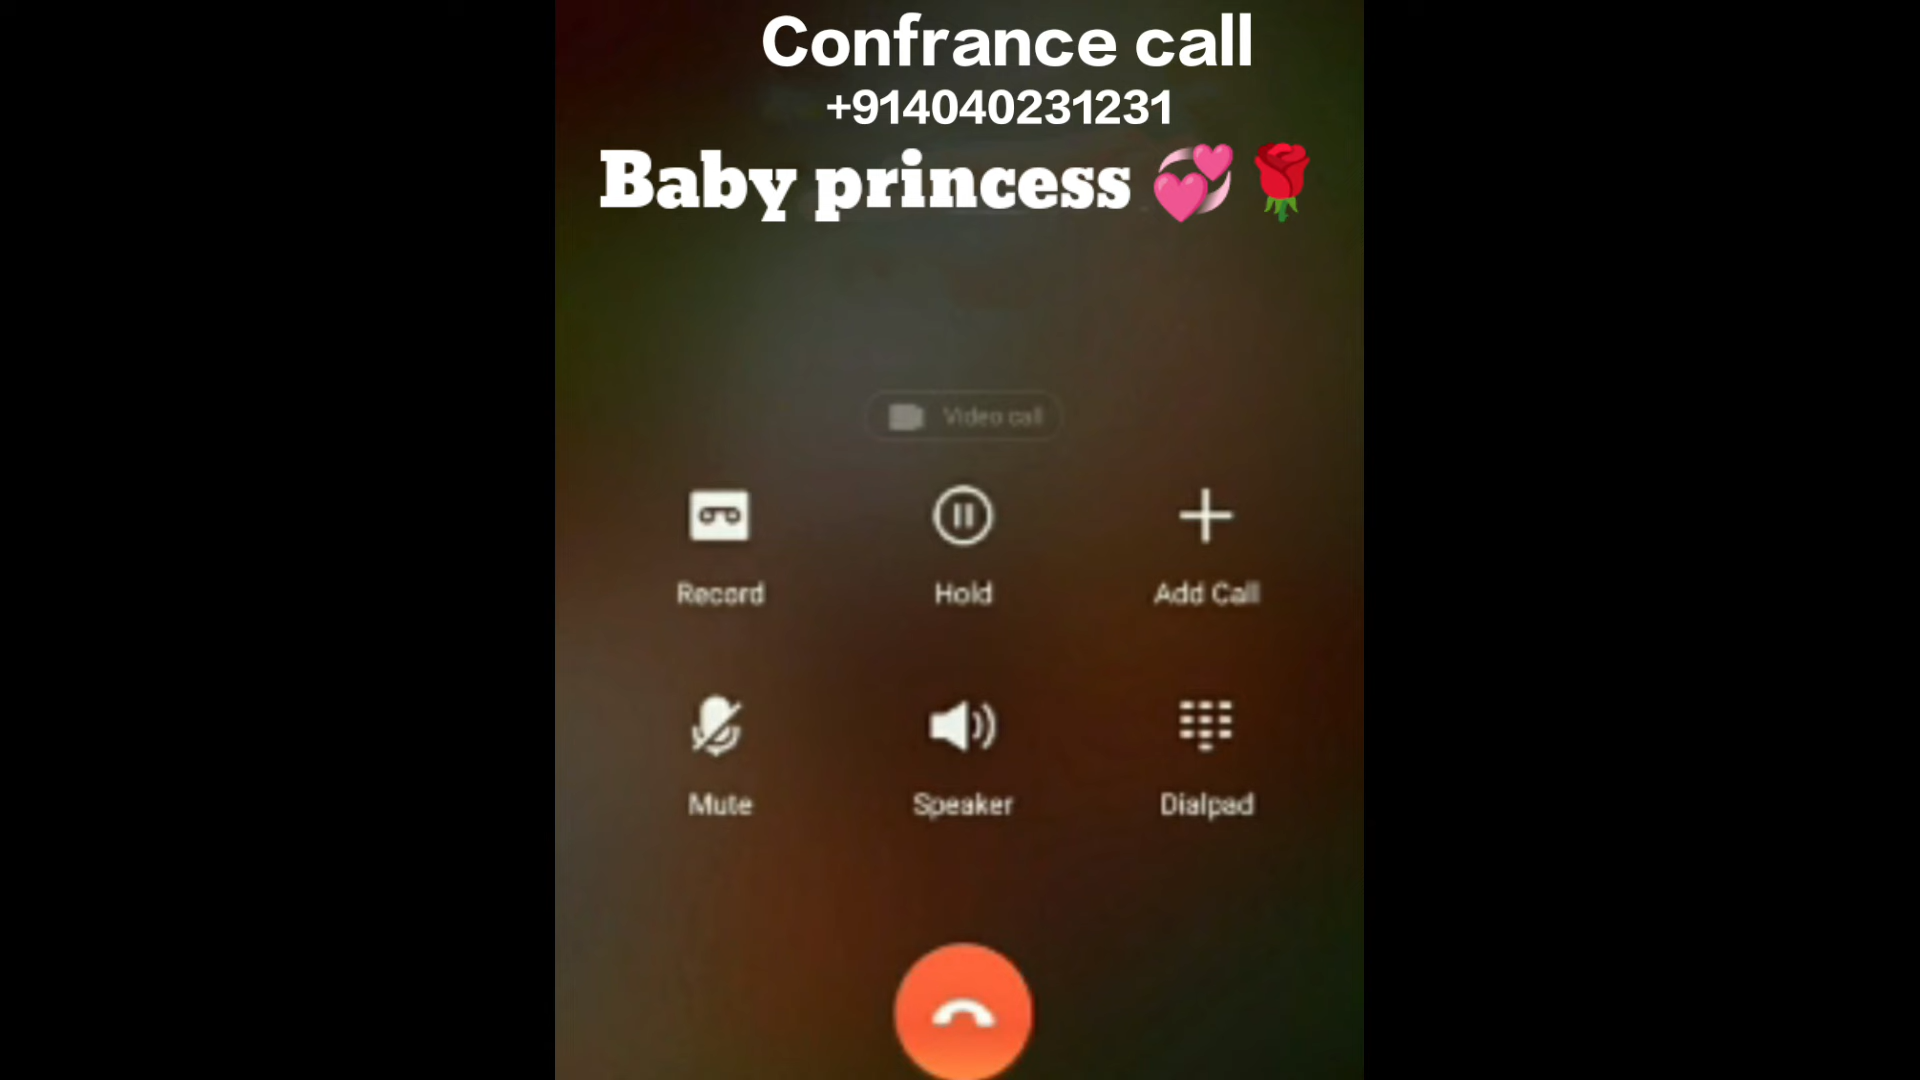 Confrance call
+914040231231
Baby princess 💞🌹
Video call
Record
Hold
Add Call
Mute
Speaker
Dialpad